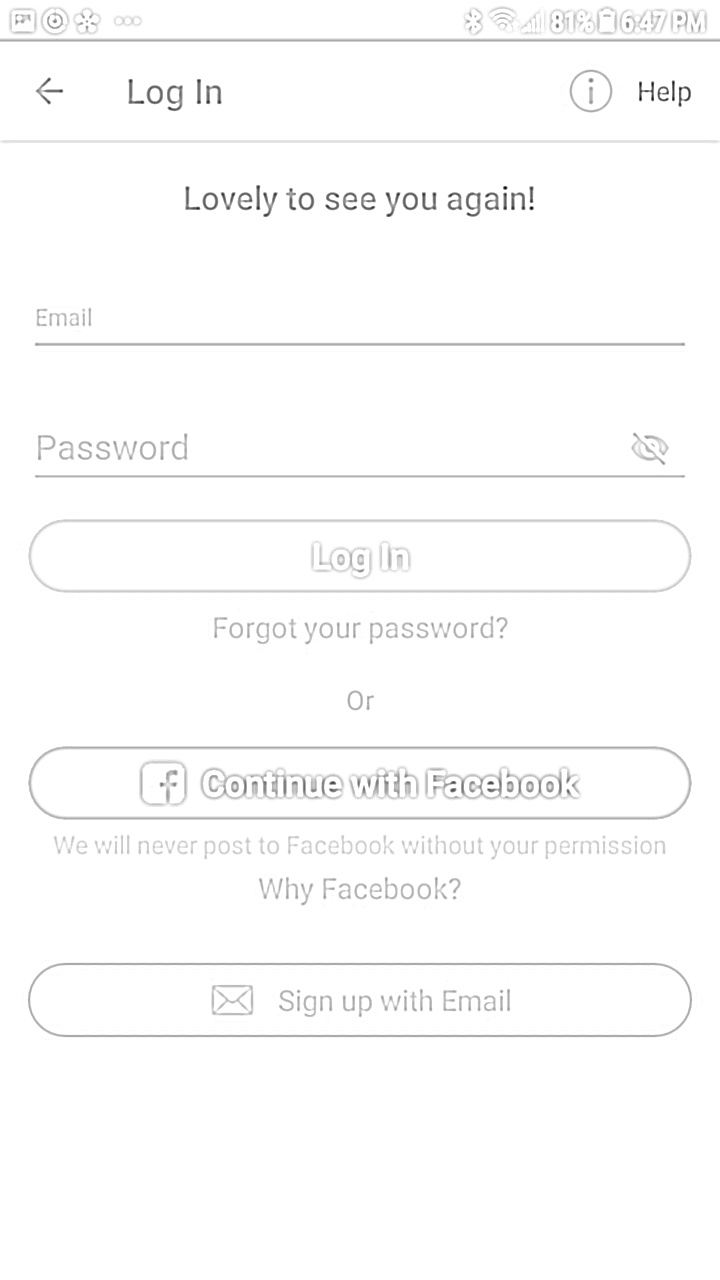 81% 6:47 PM
Log In Help
Lovely to see you again!
Email
Password
Log In
Forgot your password?
Or
f Continue with Facebook
We will never post to Facebook without your permission
Why Facebook?
Sign up with Email